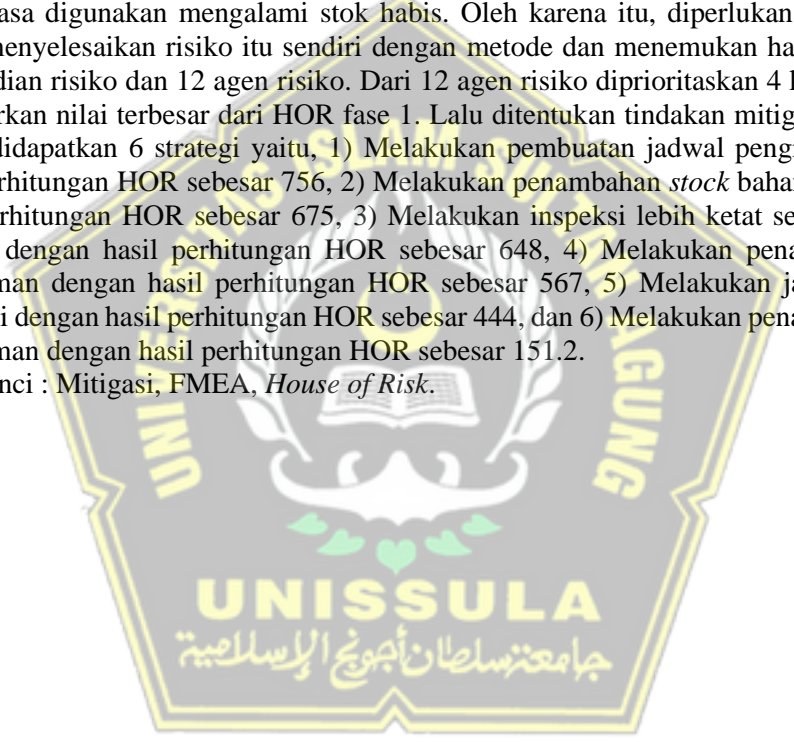 asa digunakan mengalami stok habis. Oleh karena itu, diperlukan
menyelesaikan risiko itu sendiri dengan metode dan menemukan ha
dian risiko dan 12 agen risiko. Dari 12 agen risiko diprioritaskan 4
rkan nilai terbesar dari HOR fase 1. Lalu ditentukan tindakan mitig
didapatkan 6 strategi yaitu, 1) Melakukan pembuatan jadwal peng
rhitungan HOR sebesar 756, 2) Melakukan penambahan stock bahan
rhitungan HOR sebesar 675, 3) Melakukan inspeksi lebih ketat se
dengan hasil perhitungan HOR sebesar 648, 4) Melakukan pena
man dengan hasil perhitungan HOR sebesar 567, 5) Melakukan ja
i dengan hasil perhitungan HOR sebesar 444, dan 6) Melakukan pena
man dengan hasil perhitungan HOR sebesar 151.2.
nci : Mitigasi, FMEA, House of Risk.
UNIVERSITAS ISLAM SULTAN AGUNG
UNISSULA
جامعتنسلطان أجونج الإسلامية